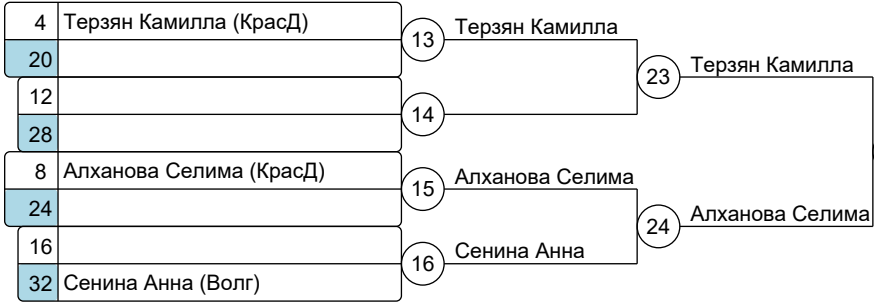 4 Терзян Камилла (КрасД)
20
13 Терзян Камилла
12
28
14
23 Терзян Камилла
8 Алханова Селима (КрасД)
24
15 Алханова Селима
16
32 Сенина Анна (Волг)
16 Сенина Анна
24 Алханова Селима